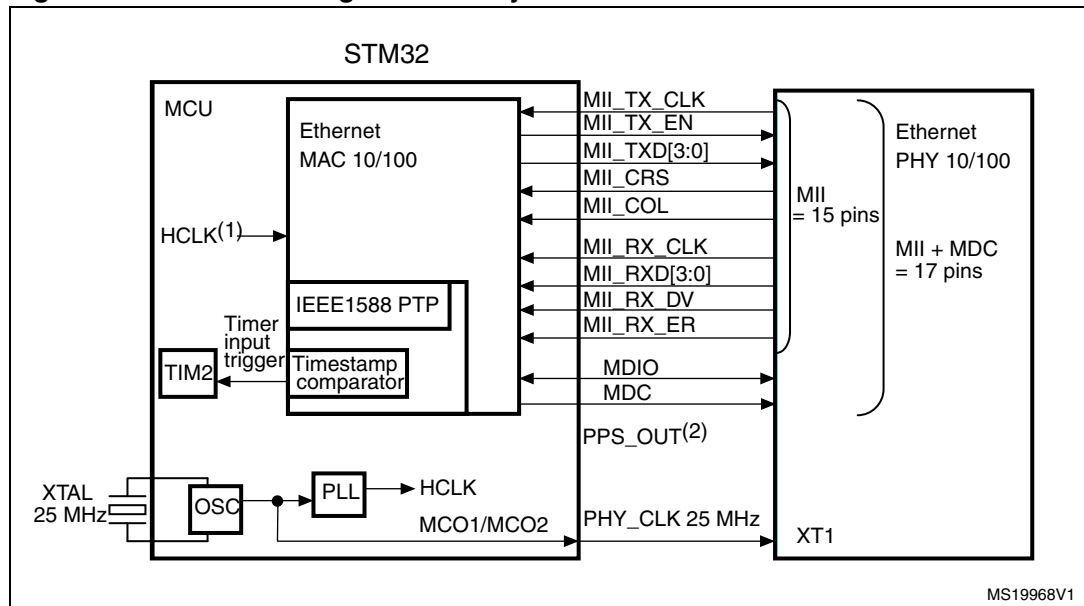 STM32
MCU
Ethernet
MAC 10/100
HCLK(1)
IEEE1588 PTP
Timer
input
trigger
TIM2
Timestamp
comparator
XTAL
25 MHz
OSC
PLL
HCLK
MCO1/MCO2
MII_TX_CLK
MII_TX_EN
MII_TXD[3:0]
MII_CRS
MII_COL
MII_RX_CLK
MII_RXD[3:0]
MII_RX_DV
MII_RX_ER
MDIO
MDC
PPS_OUT(2)
PHY_CLK 25 MHz
MII
= 15 pins
Ethernet
PHY 10/100
MII + MDC
= 17 pins
XT1
MS19968V1